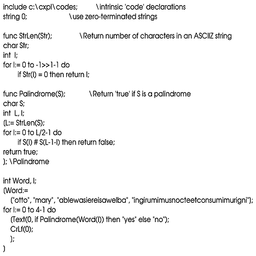 include c:\cxpl\codes; \intrinsic 'code' declarations
string 0; \use zero-terminated strings
func StrLen(Str); \Return number of characters in an ASCIIZ string
char Str;
int I;
for I:= 0 to -1>>1-1 do
if Str(I) = 0 then return I;
func Palindrome(S); \Return 'true' if S is a palindrome
char S;
int L, I;
[L:= StrLen(S);
for I:= 0 to L/2-1 do
if S(I) # S(L-1-I) then return false;
return true;
]; \Palindrome
int Word, I;
[Word:=
["otto", "mary", "ablewasiereisawelba", "ingirumimusnocteetconsumimurigni"];
for I:= 0 to 4-1 do
[Text(0, if Palindrome(Word(I)) then "yes" else "no");
CrLf(0);
];
]